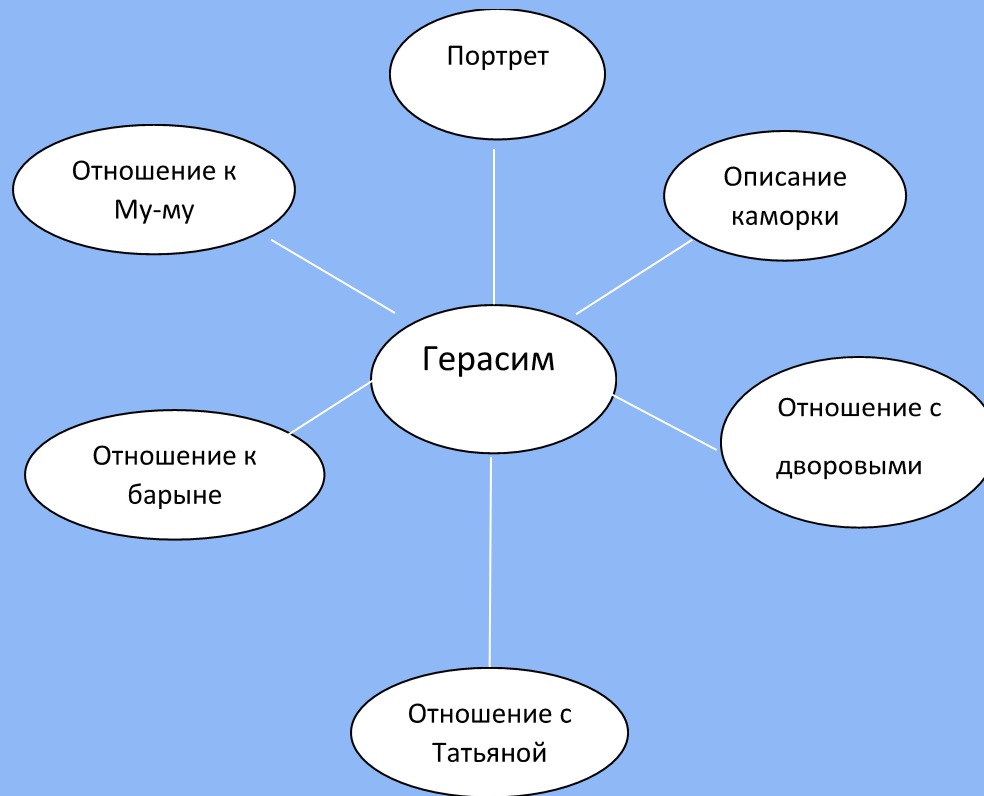 Портрет
Отношение к
Му-му
Описание
каморки
Герасим
Отношение с
дворовыми
Отношение к
барыне
Отношение с
Татьяной